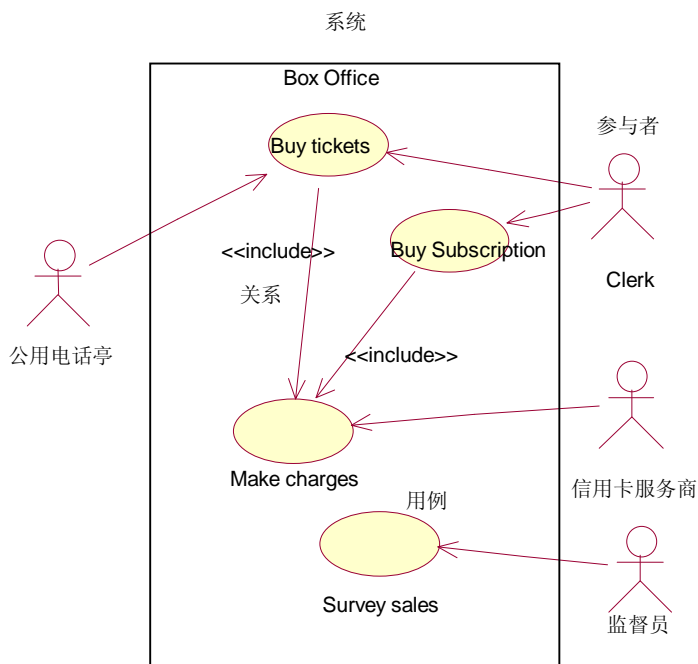 系统
Box Office
参与者
Buy tickets
<<include>>
Buy Subscription
Clerk
关系
公用电话亭
<<include>>
Make charges
信用卡服务商
用例
Survey sales
监督员